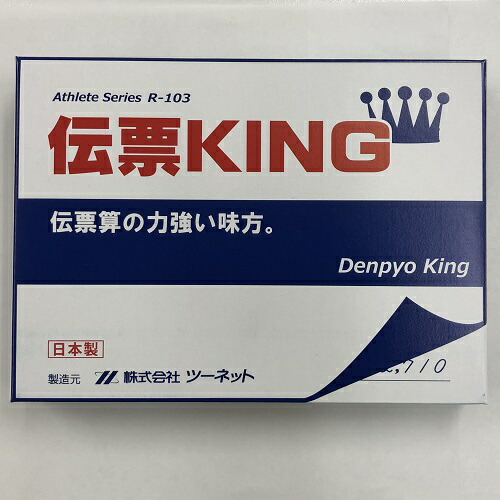 Athlete Series R-103
伝票KING
伝票算の力強い味方。
Denpyo King
日本製
製造元 株式会社 ツーネット
,710